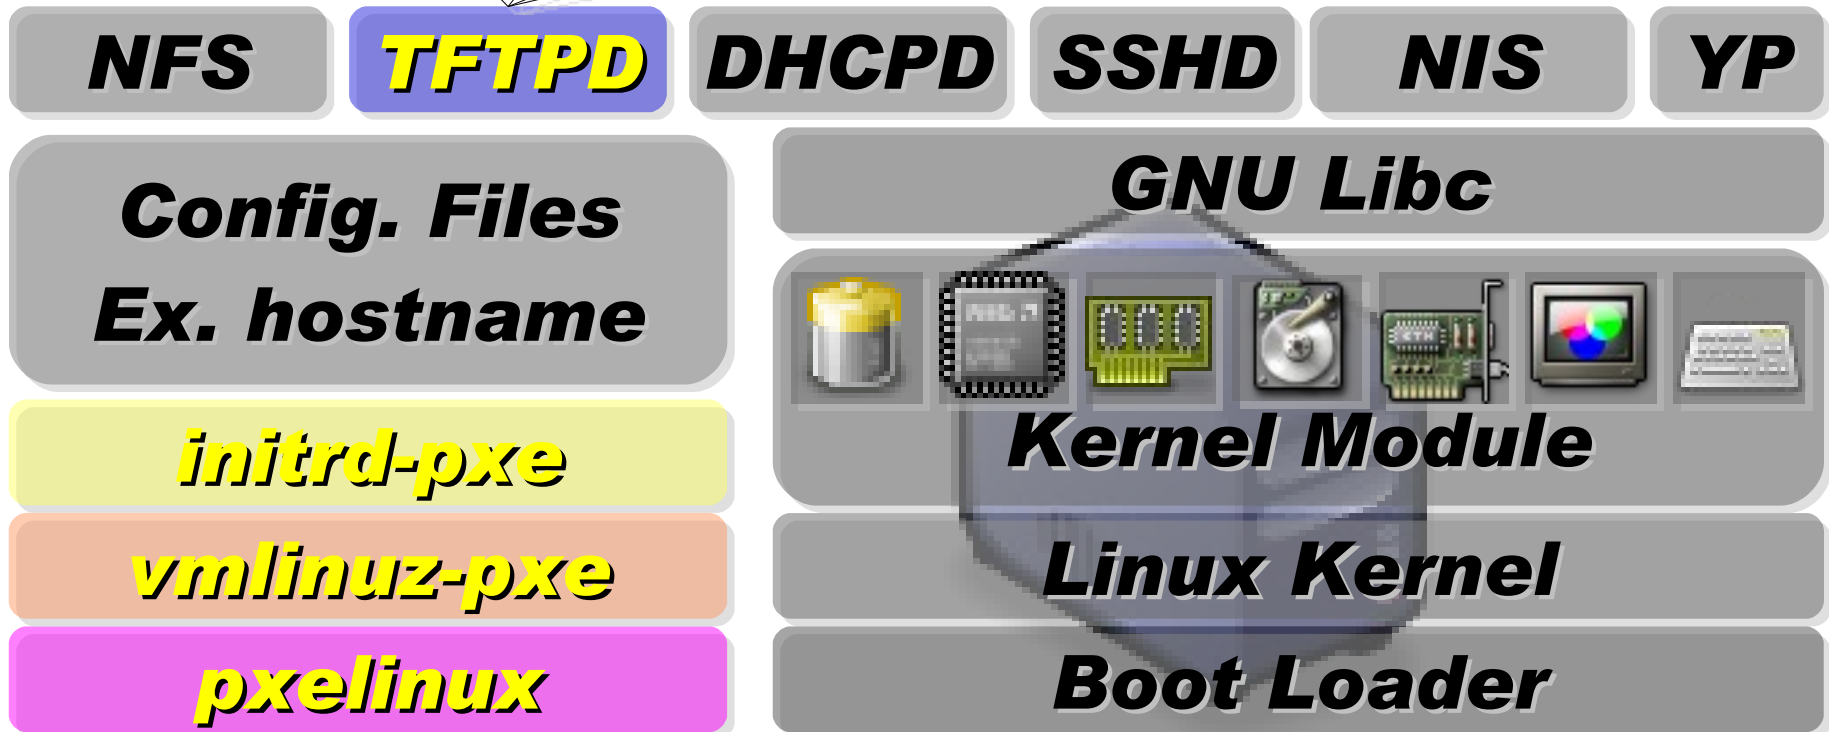 NFS
TFTPD
DHCPD
SSHD
NIS
YP
Config. Files
Ex. hostname
initrd-pxe
vmlinuz-pxe
pxelinux
GNU Libc
Kernel Module
Linux Kernel
Boot Loader